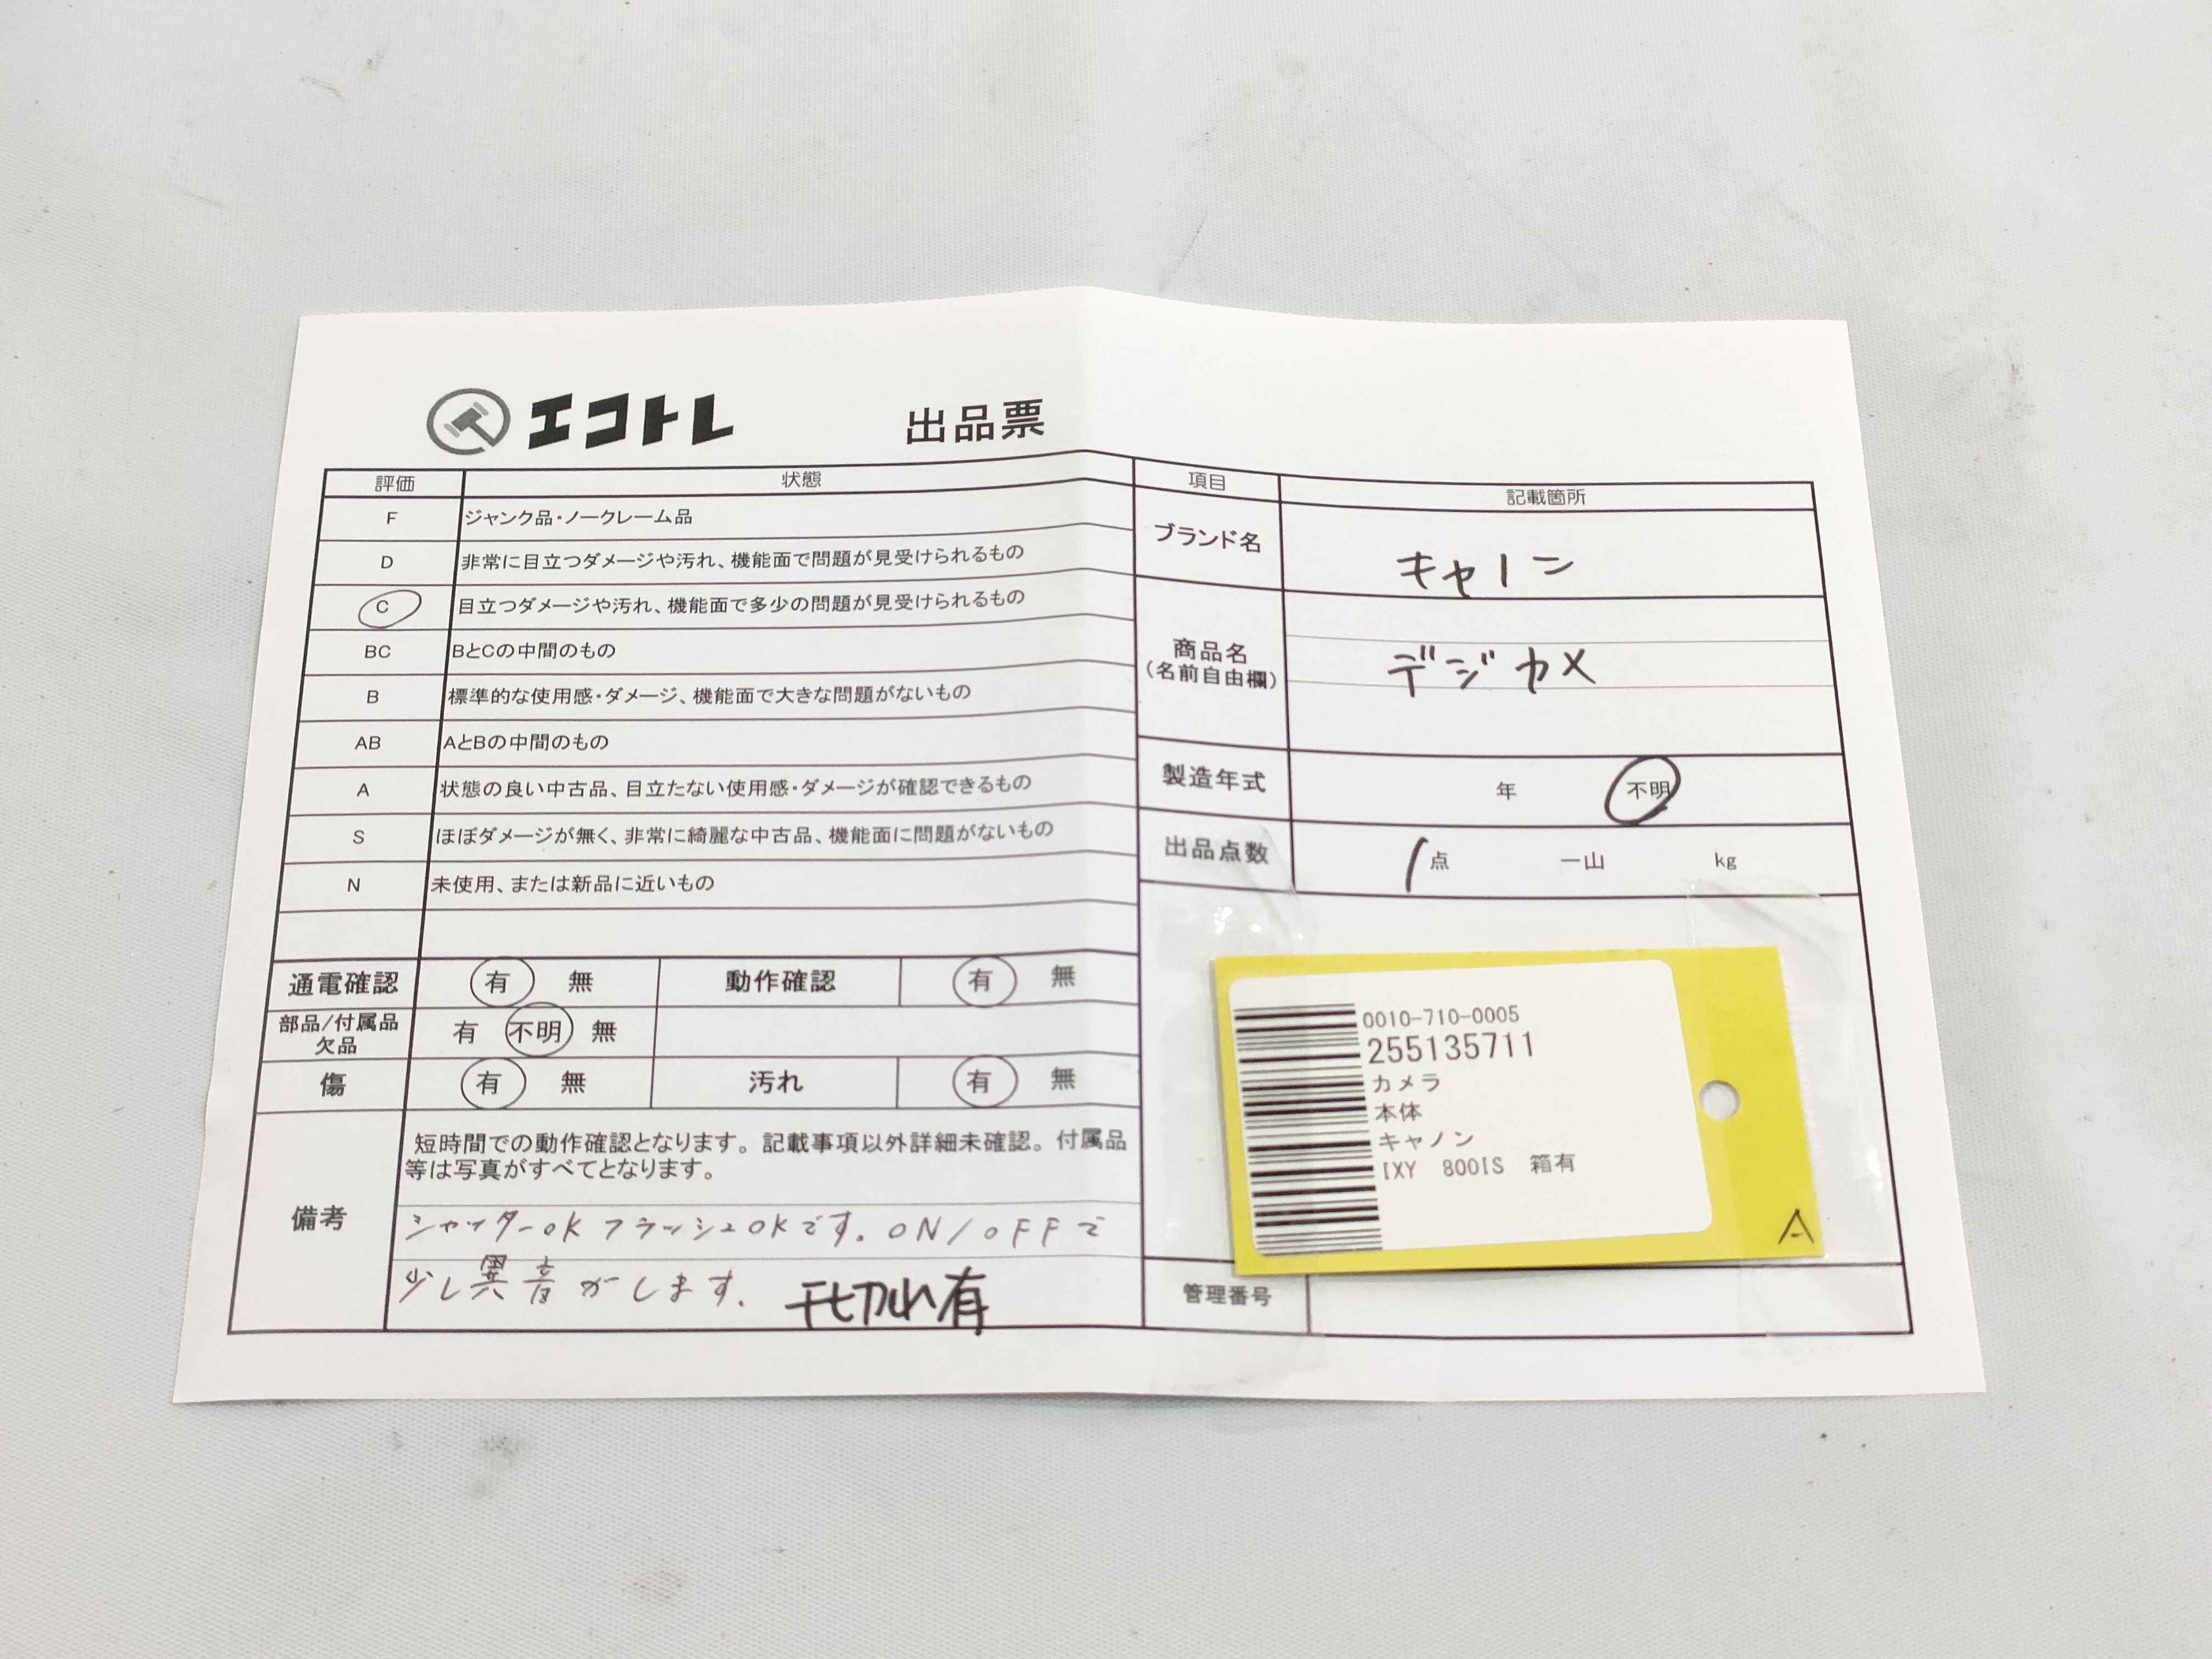 エコトレ 出品票
評価 状態
F ジャンク品・ノークレーム品
D 非常に目立つダメージや汚れ、機能面で問題が見受けられるもの
C 目立つダメージや汚れ、機能面で多少の問題が見受けられるもの
BC BとCの中間のもの
B 標準的な使用感・ダメージ、機能面で大きな問題がないもの
AB AとBの中間のもの
A 状態の良い中古品、目立たない使用感・ダメージが確認できるもの
S ほぼダメージが無く、非常に綺麗な中古品、機能面に問題がないもの
N 未使用、または新品に近いもの
通電確認 有 無 動作確認 有 無
部品/付属品
欠品 有 不明 無
傷 有 無 汚れ 有 無
備考
短時間での動作確認となります。記載事項以外詳細未確認。付属品
等は写真がすべてとなります。
シャッターOKフラッシュOKです。ON/OFFで
少し異音がします。 千切れ有
項目 記載箇所
ブランド名 キヤノン
商品名
(名前自由欄) デジカメ
製造年式 年 不明
出品点数 1点 一山 kg
0010-710-0005
255135711
カメラ
本体
キャノン
IXY 800IS 箱有
A
管理番号